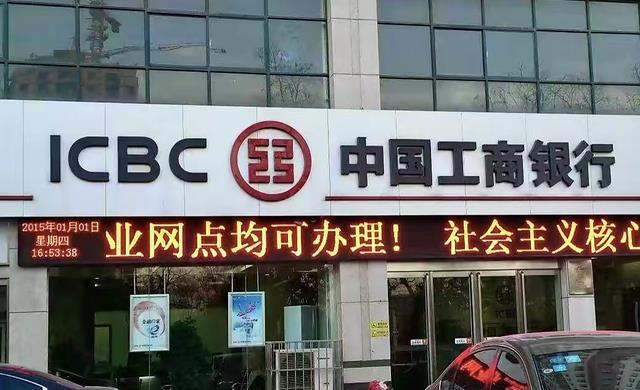 ICBC 中国工商银行
2015年01月01日
星期四
16:53:38
业网点均可办理! 社会主义核心
ICBC